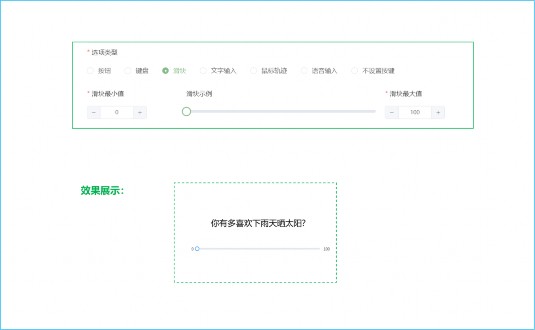 * 选项类型
按钮 键盘 滑块 文字输入 鼠标轨迹 语音输入 不设置按键
* 滑块最小值 滑块示例 * 滑块最大值
− 0 + − 100 +
效果展示：
你有多喜欢下雨天晒太阳？
0 100